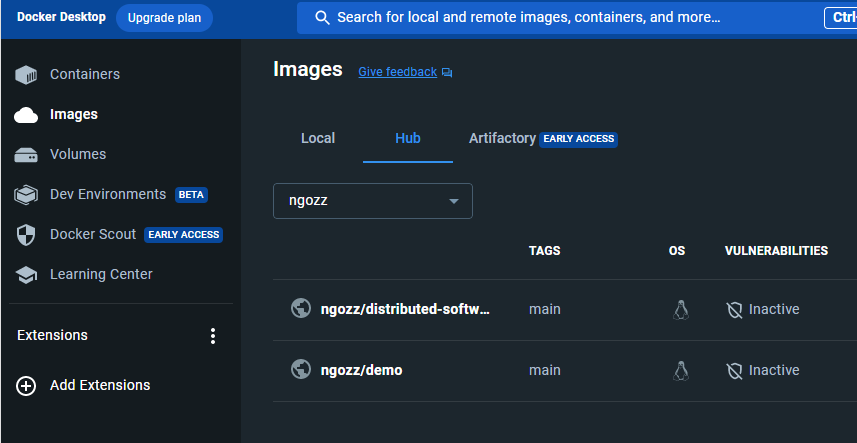 Docker Desktop Upgrade plan Search for local and remote images, containers, and more… Ctrl
Containers
Images
Volumes
Dev Environments BETA
Docker Scout EARLY ACCESS
Learning Center
Extensions
Add Extensions
Images Give feedback
Local Hub Artifactory EARLY ACCESS
ngozz
TAGS OS VULNERABILITIES
ngozz/distributed-softw… main Inactive
ngozz/demo main Inactive